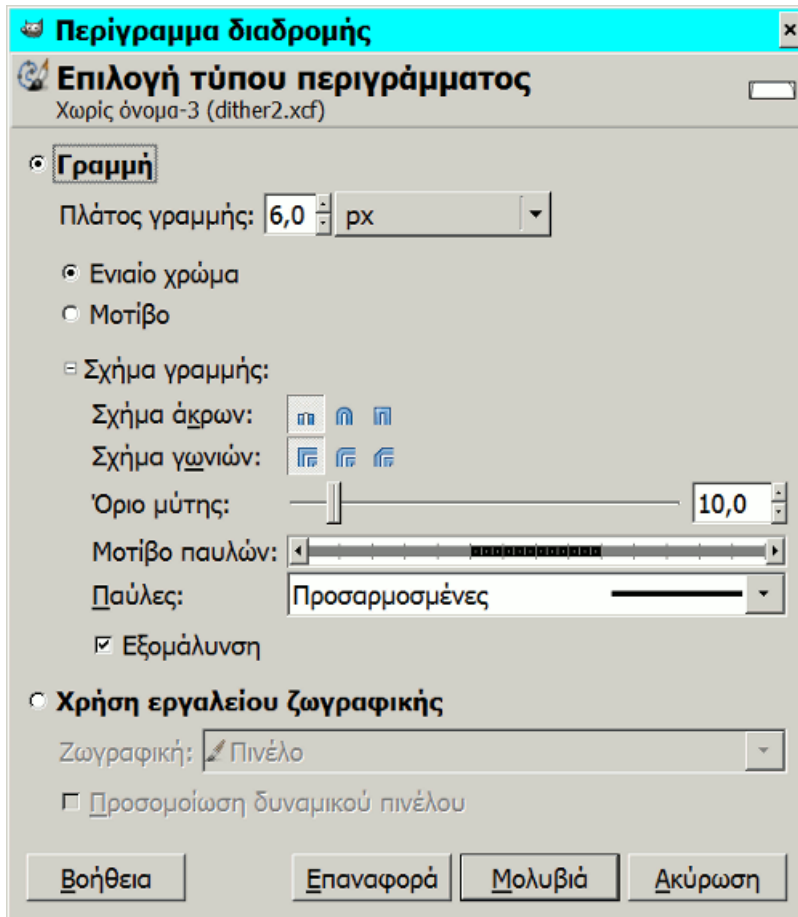 Περίγραμμα διαδρομής
Επιλογή τύπου περιγράμματος
Χωρίς όνομα-3 (dither2.xcf)
Γραμμή
Πλάτος γραμμής: 6,0 px
Ενιαίο χρώμα
Μοτίβο
Σχήμα γραμμής:
Σχήμα άκρων:
Σχήμα γωνιών:
Όριο μύτης: 10,0
Μοτίβο παυλών:
Παύλες: Προσαρμοσμένες
Εξομάλυνση
Χρήση εργαλείου ζωγραφικής
Ζωγραφική: Πινέλο
Προσομοίωση δυναμικού πινέλου
Βοήθεια Επαναφορά Μολυβιά Ακύρωση